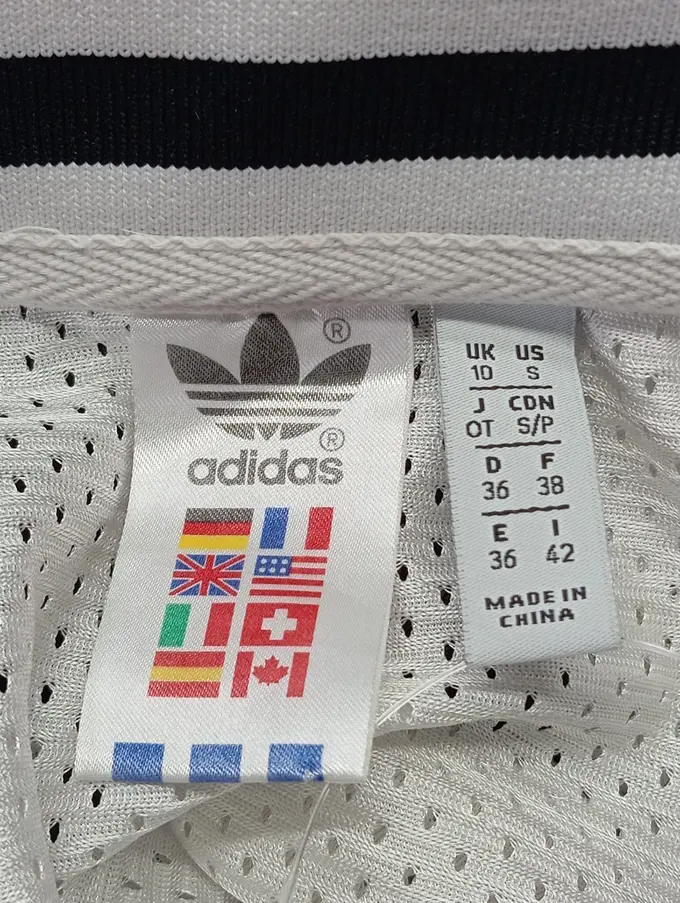 ®
®
adidas
UK US
10 S
J CDN
OT S/P
D F
36 38
E I
36 42
MADE IN
CHINA